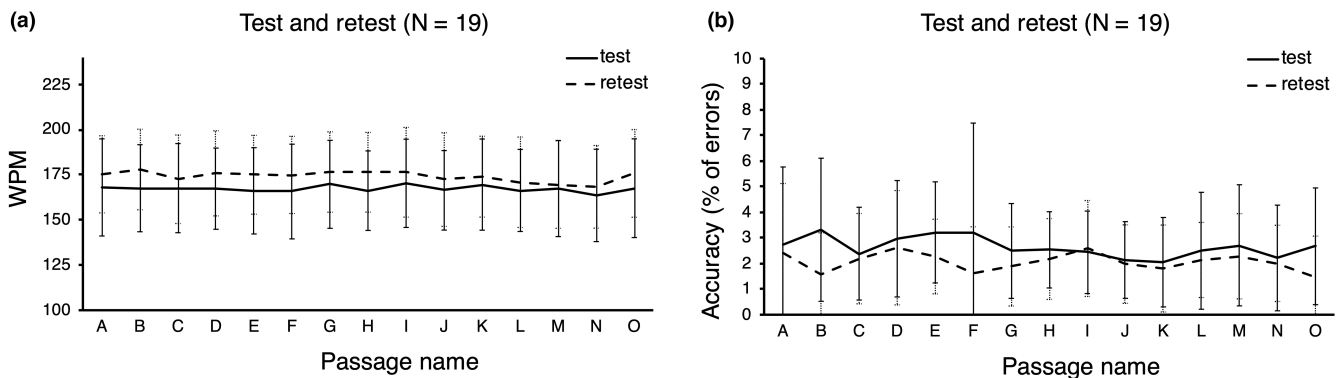 (a)
Test and retest (N = 19)
test
retest
WPM
225
200
175
150
125
100
A B C D E F G H I J K L M N O
Passage name
(b)
Test and retest (N = 19)
test
retest
Accuracy (% of errors)
10
9
8
7
6
5
4
3
2
1
0
A B C D E F G H I J K L M N O
Passage name